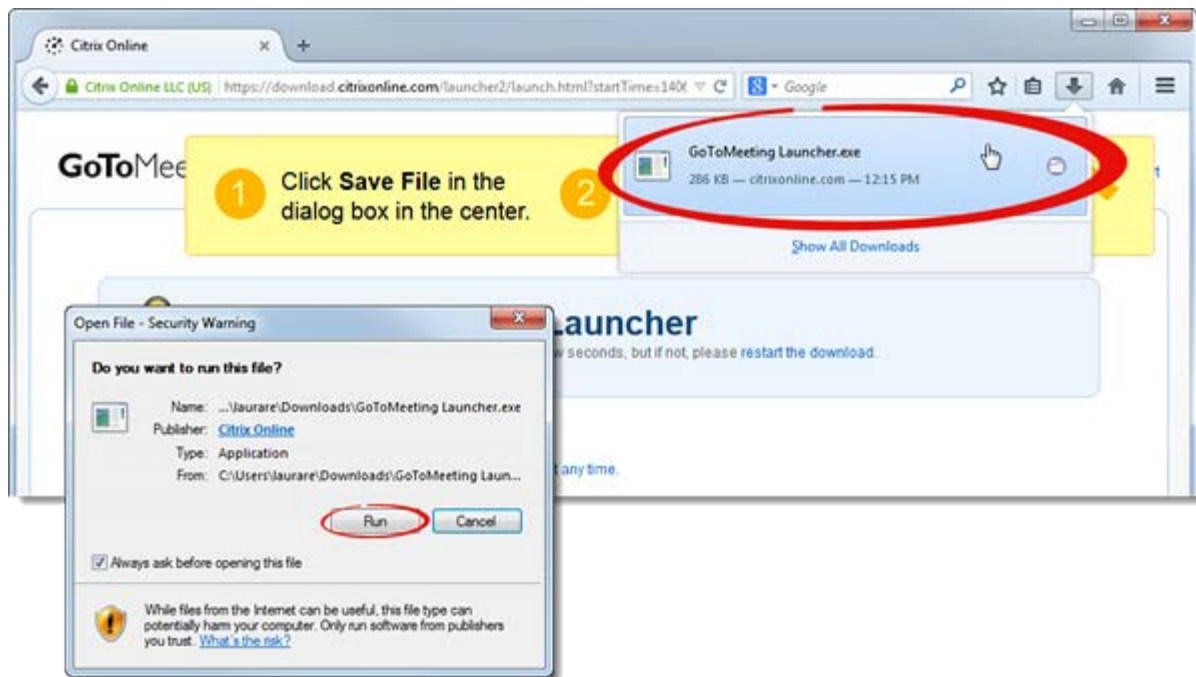 Citrix Online
Citrix Online LLC (US) https://download.citrixonline.com/launcher2/launch.html?startTime=140 Google
GoToMee
1 Click Save File in the
dialog box in the center.
2
GoToMeeting Launcher.exe
286 KB — citrixonline.com — 12:15 PM
Show All Downloads
Launcher
seconds, but if not, please restart the download.
any time.
Open File - Security Warning
Do you want to run this file?
Name: ...\laurare\Downloads\GoToMeeting Launcher.exe
Publisher: Citrix Online
Type: Application
From: C:\Users\laurare\Downloads\GoToMeeting Laun...
Run Cancel
Always ask before opening this file
While files from the Internet can be useful, this file type can
potentially harm your computer. Only run software from publishers
you trust. What's the risk?